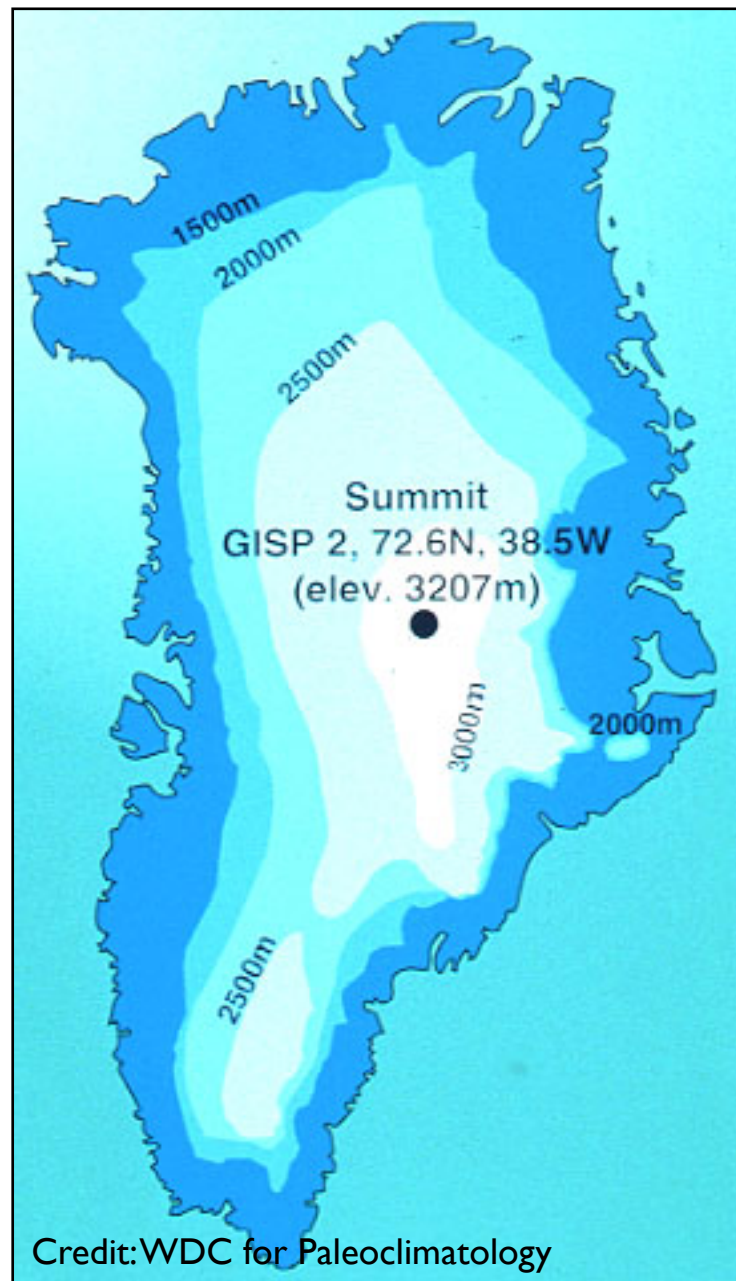 1500m
2000m
2500m
Summit
GISP 2, 72.6N, 38.5W
(elev. 3207m)
3000m
2000m
2500m
Credit: WDC for Paleoclimatology